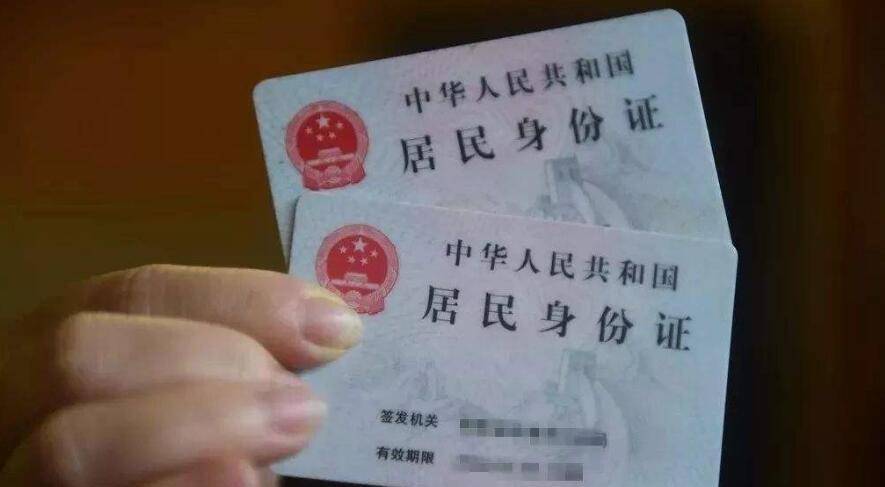 中华人民共和国
居民身份证
中华人民共和国
居民身份证
签发机关
有效期限